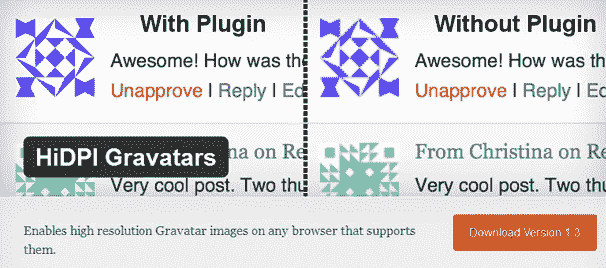 With Plugin
Awesome! How was th
Unapprove | Reply | Ed
HiDPI Gravatars
na on Re
Very cool post. Two thu
Without Plugin
Awesome! How was th
Unapprove | Reply | E
From Christina on Re
Very cool post. Two thu
Enables high resolution Gravatar images on any browser that supports
them.
Download Version 1.3